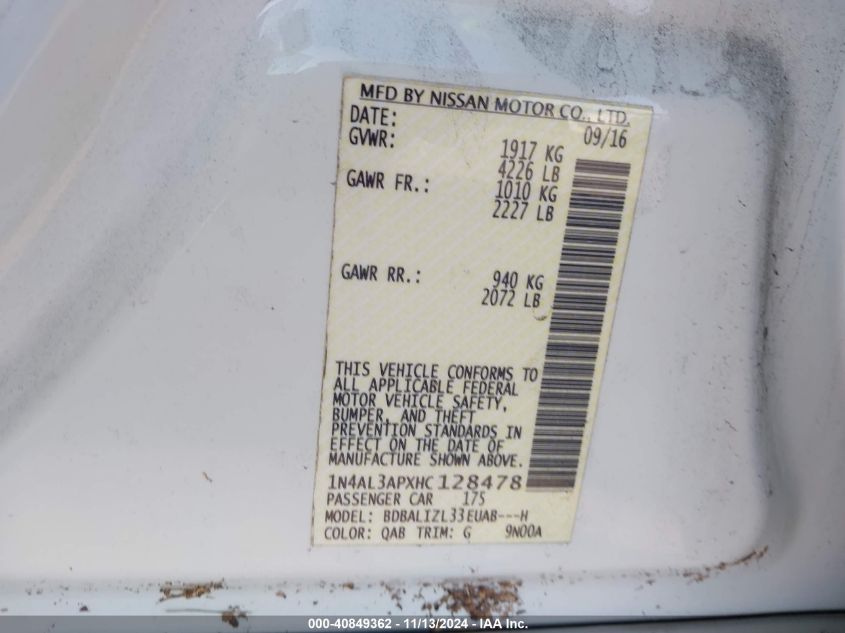 MFD BY NISSAN MOTOR CO., LTD.
DATE: 09/16
GVWR: 1917 KG
4226 LB
GAWR FR.: 1010 KG
2227 LB
GAWR RR.: 940 KG
2072 LB
THIS VEHICLE CONFORMS TO
ALL APPLICABLE FEDERAL
MOTOR VEHICLE SAFETY,
BUMPER, AND THEFT
PREVENTION STANDARDS IN
EFFECT ON THE DATE OF
MANUFACTURE SHOWN ABOVE.
1N4AL3APXHC128478
PASSENGER CAR 175
MODEL: BDBALIZL33EUAB---H
COLOR: QAB TRIM: G 9N00A
000-40849362 - 11/13/2024 - IAA Inc.